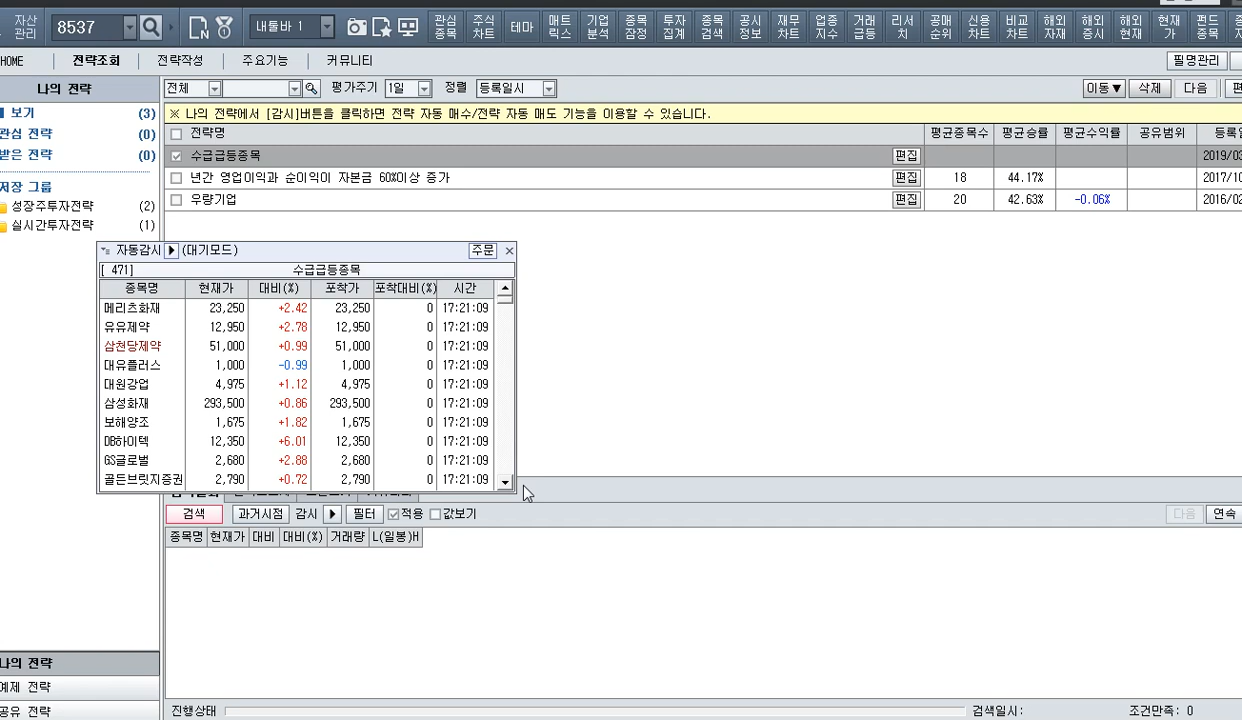 자산 관리 8537 내툴바 1 관심 종목 주식 차트 테마 매트 릭스 기업 분석 종목 잠정 투자 집계 종목 검색 공시 정보 재무 차트 업종 지수 거래 급등 리서 치 공매 순위 신용 차트 비교 차트 해외 자재 해외 증시 해외 현재 현재 가 펀드 종목
HOME 전략조회 전략작성 주요기능 커뮤니티 필명관리
나의 전략 전체 평가주기 1일 정렬 등록일시 이동▼ 삭제 다음
보기 (3) ※ 나의 전략에서 [감시]버튼을 클릭하면 전략 자동 매수/전략 자동 매도 기능을 이용할 수 있습니다.
관심 전략 (0) 전략명 평균종목수 평균승률 평균수익률 공유범위
받은 전략 (0) 수급급등종목 편집 2019/03
년간 영업이익과 순이익이 자본금 60%이상 증가 편집 18 44.17% 2017/10
저장 그룹 우량기업 편집 20 42.63% -0.06% 2016/02
성장주투자전략 (2)
실시간투자전략 (1)
자동감시 ▶ (대기모드) 주문 ×
[ 471] 수급급등종목
종목명 현재가 대비(%) 포착가 포착대비(%) 시간
메리츠화재 23,250 +2.42 23,250 0 17:21:09
유유제약 12,950 +2.78 12,950 0 17:21:09
삼천당제약 51,000 +0.99 51,000 0 17:21:09
대유플러스 1,000 -0.99 1,000 0 17:21:09
대원강업 4,975 +1.12 4,975 0 17:21:09
삼성화재 293,500 +0.86 293,500 0 17:21:09
보해양조 1,675 +1.82 1,675 0 17:21:09
DB하이텍 12,350 +6.01 12,350 0 17:21:09
GS글로벌 2,680 +2.88 2,680 0 17:21:09
골든브릿지증권 2,790 +0.72 2,790 0 17:21:09
검색 과거시점 감시 ▶ 필터 적용 값보기 다음 연속
종목명 현재가 대비 대비(%) 거래량 L(일봉)H
나의 전략
예제 전략
공유 전략 진행상태 검색일시: 조건만족: 0